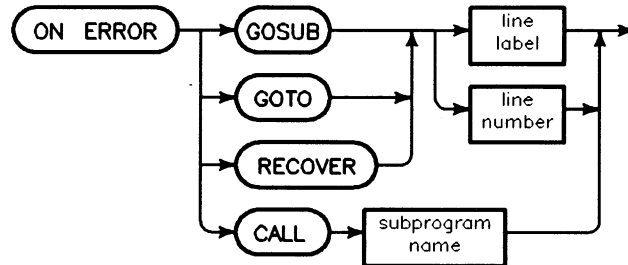 ON ERROR
GOSUB
line
label
GOTO
line
number
RECOVER
CALL
subprogram
name